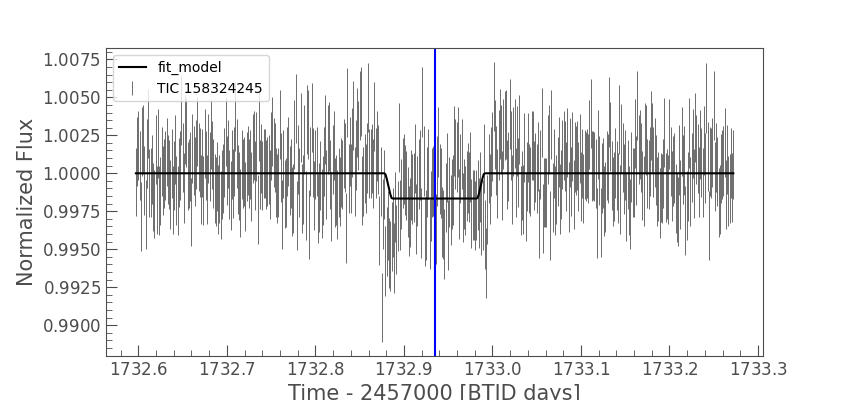 fit_model
TIC 158324245
Normalized Flux
1.0075
1.0050
1.0025
1.0000
0.9975
0.9950
0.9925
0.9900
1732.6 1732.7 1732.8 1732.9 1733.0 1733.1 1733.2 1733.3
Time - 2457000 [BTJD days]